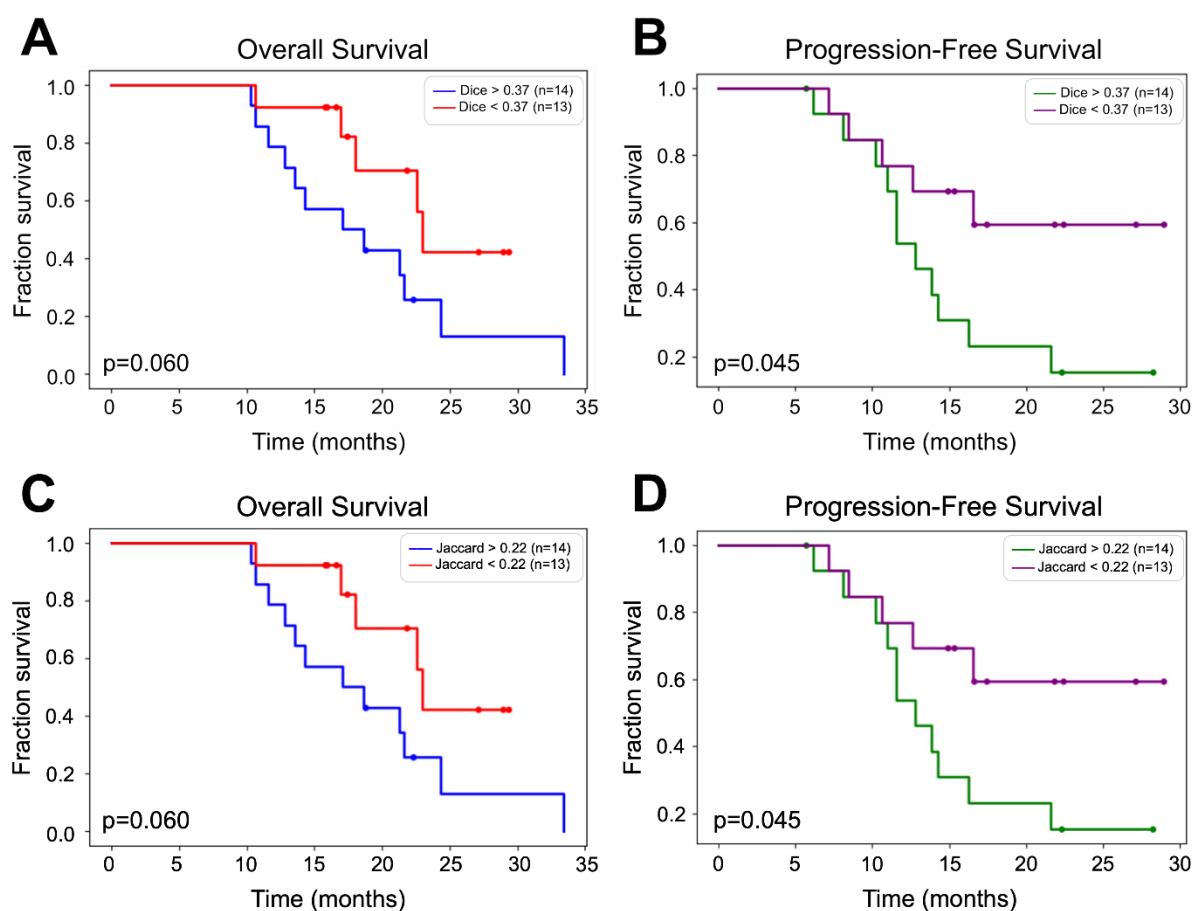 A
Overall Survival
Fraction survival
1.0
0.8
0.6
0.4
0.2
0.0
Dice > 0.37 (n=14)
Dice < 0.37 (n=13)
p=0.060
0 5 10 15 20 25 30 35
Time (months)
B
Progression-Free Survival
Fraction survival
1.0
0.8
0.6
0.4
0.2
Dice > 0.37 (n=14)
Dice < 0.37 (n=13)
p=0.045
0 5 10 15 20 25 30
Time (months)
C
Overall Survival
Fraction survival
1.0
0.8
0.6
0.4
0.2
0.0
Jaccard > 0.22 (n=14)
Jaccard < 0.22 (n=13)
p=0.060
0 5 10 15 20 25 30 35
Time (months)
D
Progression-Free Survival
Fraction survival
1.0
0.8
0.6
0.4
0.2
Jaccard > 0.22 (n=14)
Jaccard < 0.22 (n=13)
p=0.045
0 5 10 15 20 25 30
Time (months)